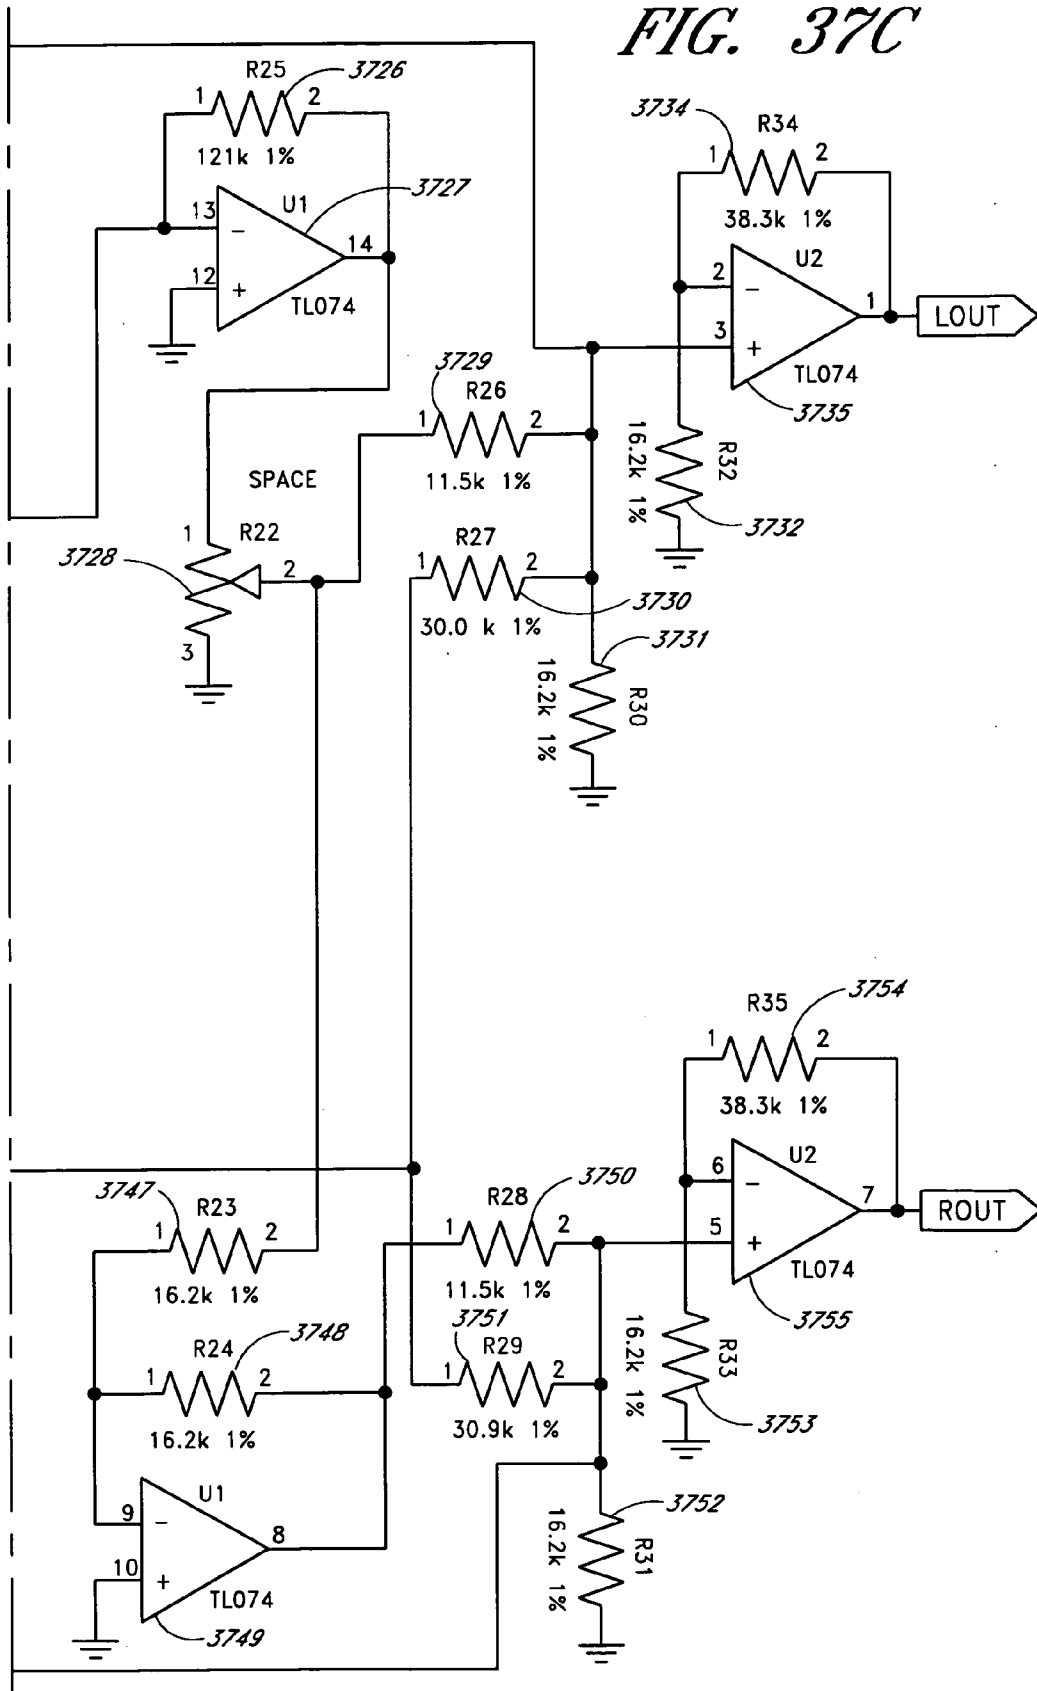 FIG. 37C
R25 3726
1 2
121k 1%
U1 3727
13 -
14
12 +
TL074
3734 R34
1 2
38.3k 1%
U2
2 -
1 LOUT
3 +
TL074
3735
3729 R26
1 2
11.5k 1%
16.2k 1% R32
3732
SPACE
1 R22
3728 2
3
R27
1 2
30.0 k 1%
3730
3731
16.2k 1% R30
R35 3754
1 2
38.3k 1%
U2
6 -
7 ROUT
5 +
TL074
3755
3747 R23
1 2
16.2k 1%
R28 3750
1 2
11.5k 1%
3751 R29
1 2
30.9k 1%
16.2k 1% R33
3753
R24 3748
1 2
16.2k 1%
U1
9 -
8
10 +
TL074
3749
3752
16.2k 1% R31